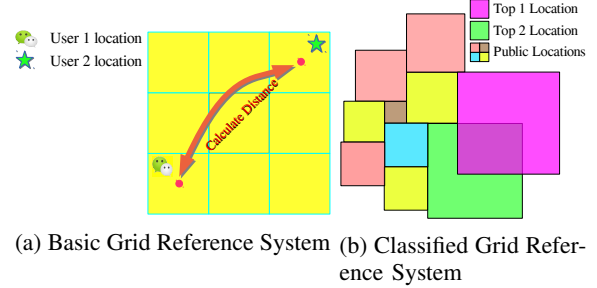 User 1 location
User 2 location
Calculate Distance
(a) Basic Grid Reference System
Top 1 Location
Top 2 Location
Public Locations
(b) Classified Grid Refer-
ence System